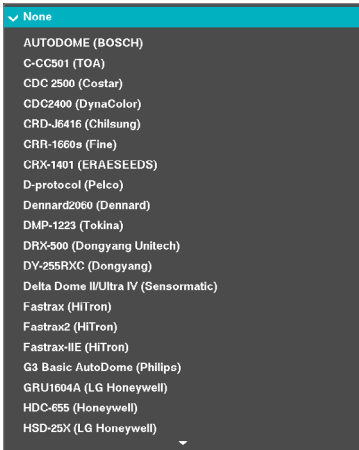 None
AUTODOME (BOSCH)
C-CC501 (TOA)
CDC 2500 (Costar)
CDC2400 (DynaColor)
CRD-J6416 (Chilsung)
CRR-1660s (Fine)
CRX-1401 (ERAESEEDS)
D-protocol (Pelco)
Dennard2060 (Dennard)
DMP-1223 (Tokina)
DRX-500 (Dongyang Unitech)
DY-255RXC (Dongyang)
Delta Dome II/Ultra IV (Sensormatic)
Fastrax (HiTron)
Fastrax2 (HiTron)
Fastrax-IIE (HiTron)
G3 Basic AutoDome (Philips)
GRU1604A (LG Honeywell)
HDC-655 (Honeywell)
HSD-25X (LG Honeywell)